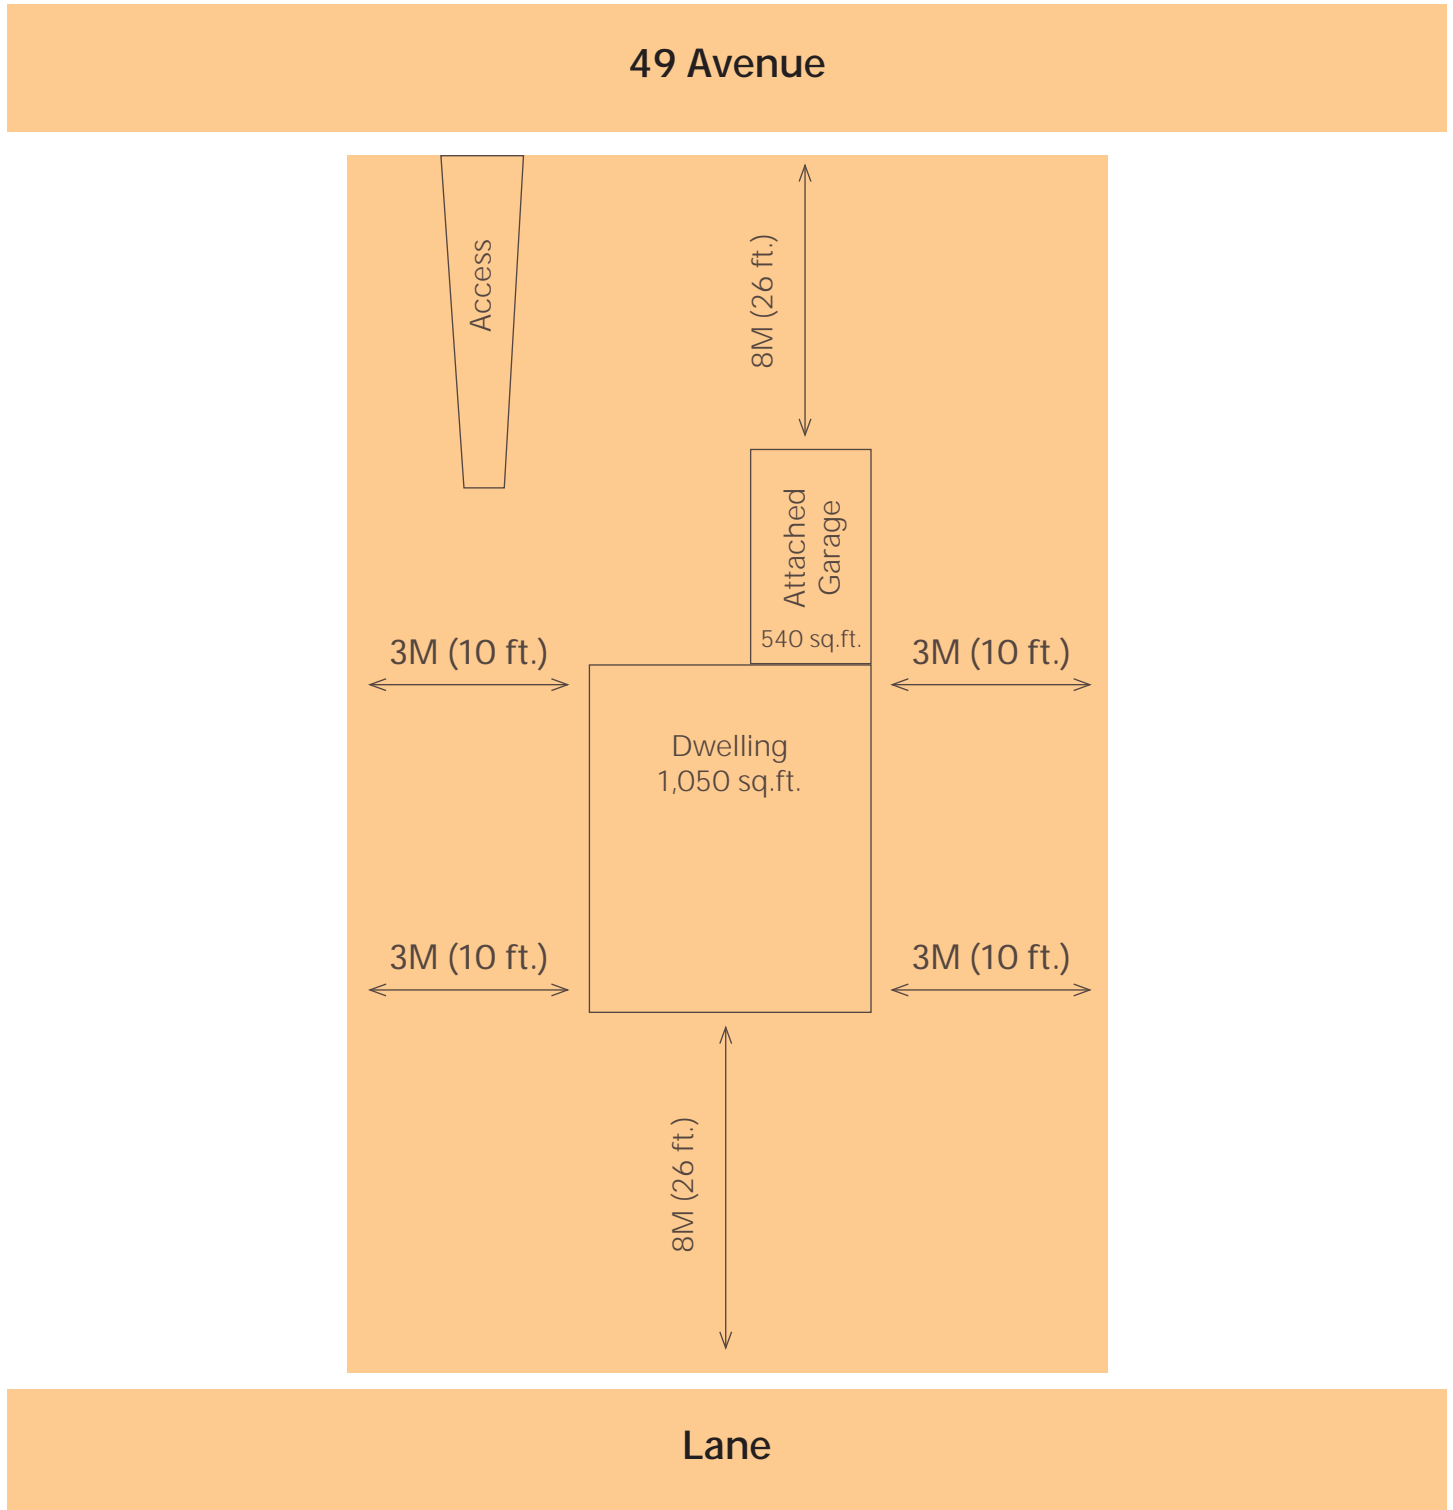 49 Avenue
Access
8M (26 ft.)
Attached
Garage
540 sq.ft.
3M (10 ft.)
3M (10 ft.)
Dwelling
1,050 sq.ft.
3M (10 ft.)
3M (10 ft.)
8M (26 ft.)
Lane